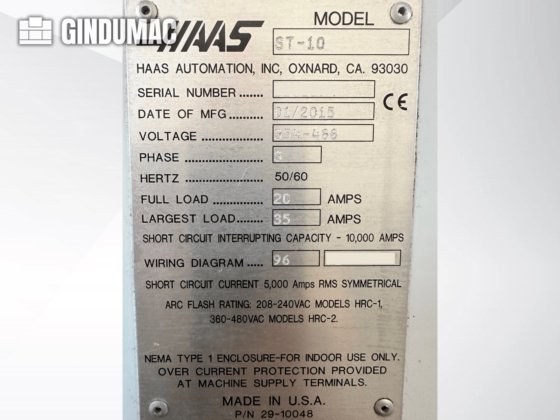 GINDUMAC
HAAS
MODEL
ST-10
HAAS AUTOMATION, INC, OXNARD, CA. 93030
SERIAL NUMBER .......
DATE OF MFG ......... 01/2015
CE
VOLTAGE ................
PHASE ..................... 3
HERTZ ..................... 50/60
FULL LOAD ............... 20 AMPS
LARGEST LOAD........ 35 AMPS
SHORT CIRCUIT INTERRUPTING CAPACITY - 10,000 AMPS
WIRING DIAGRAM ..... 96
SHORT CIRCUIT CURRENT 5,000 Amps RMS SYMMETRICAL
ARC FLASH RATING: 208-240VAC MODELS HRC-1,
360-480VAC MODELS HRC-2.
NEMA TYPE 1 ENCLOSURE-FOR INDOOR USE ONLY.
OVER CURRENT PROTECTION PROVIDED
AT MACHINE SUPPLY TERMINALS.
MADE IN U.S.A.
P/N 29-10048